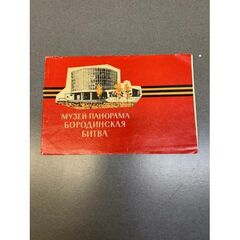 МУЗЕЙ ПАНОРАМА
БОРОДИНСКАЯ
БИТВА